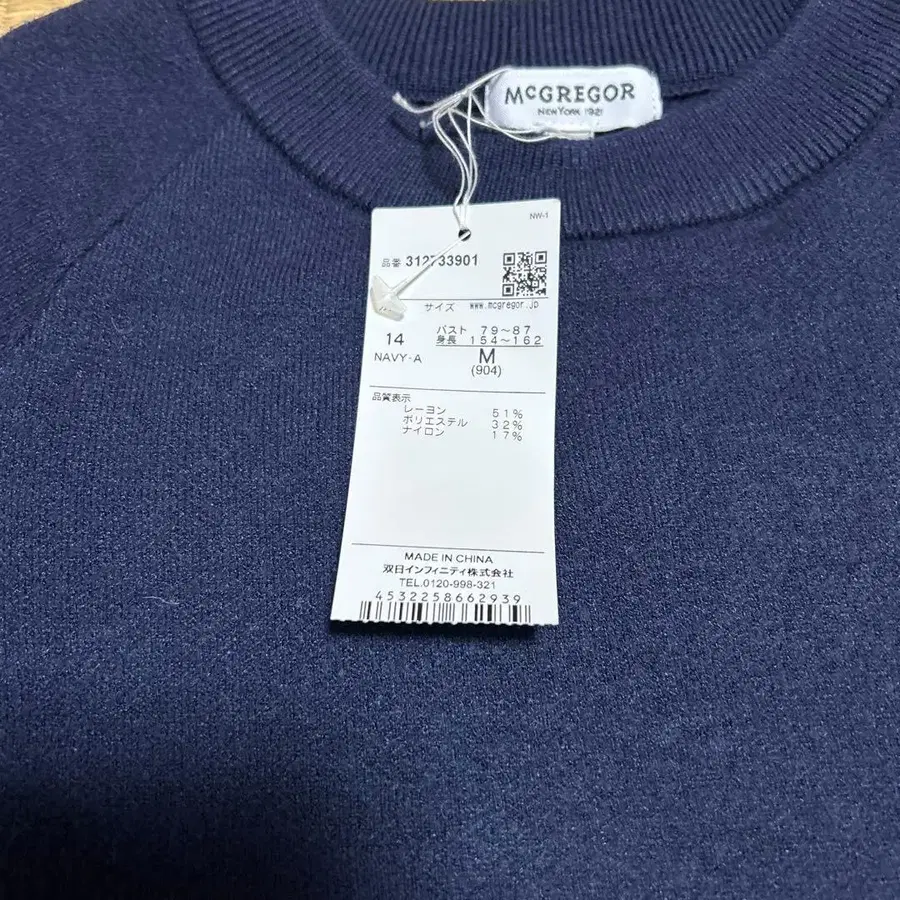 McGREGOR
NEW YORK 1921
NW-1
品番 312733901
サイズ www.mcgregor.jp
14 バスト 79～87
身長 154～162
NAVY・A M
(904)
品質表示
レーヨン 51%
ポリエステル 32%
ナイロン 17%
MADE IN CHINA
双日インフィニティ株式会社
TEL.0120-998-321
4532258662939